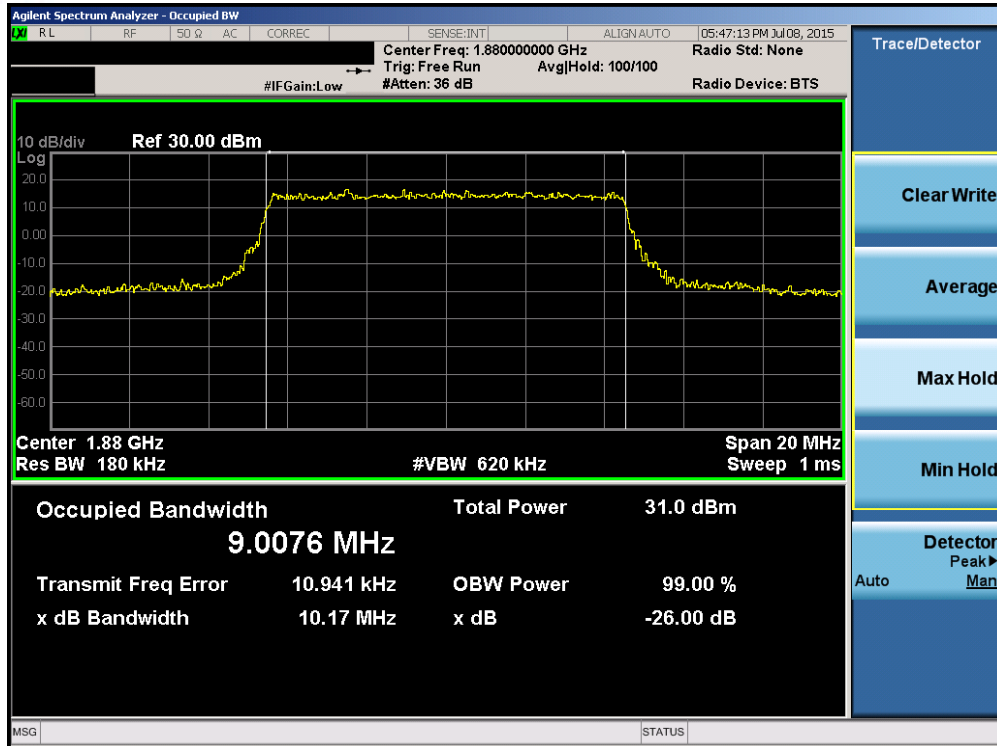 Agilent Spectrum Analyzer - Occupied BW
LXI RL RF 50 Ω AC CORREC SENSE:INT ALIGN AUTO 05:47:13 PM Jul 08, 2015
Center Freq: 1.880000000 GHz Radio Std: None
Trig: Free Run Avg|Hold: 100/100
#IFGain:Low #Atten: 36 dB Radio Device: BTS
10 dB/div Ref 30.00 dBm
Log
20.0
10.0
0.00
-10.0
-20.0
-30.0
-40.0
-50.0
-60.0
Center 1.88 GHz Span 20 MHz
Res BW 180 kHz #VBW 620 kHz Sweep 1 ms
Occupied Bandwidth Total Power 31.0 dBm
9.0076 MHz
Transmit Freq Error 10.941 kHz OBW Power 99.00 %
x dB Bandwidth 10.17 MHz x dB -26.00 dB
MSG STATUS
Trace/Detector
Clear Write
Average
Max Hold
Min Hold
Detector
Peak▶
Auto Man